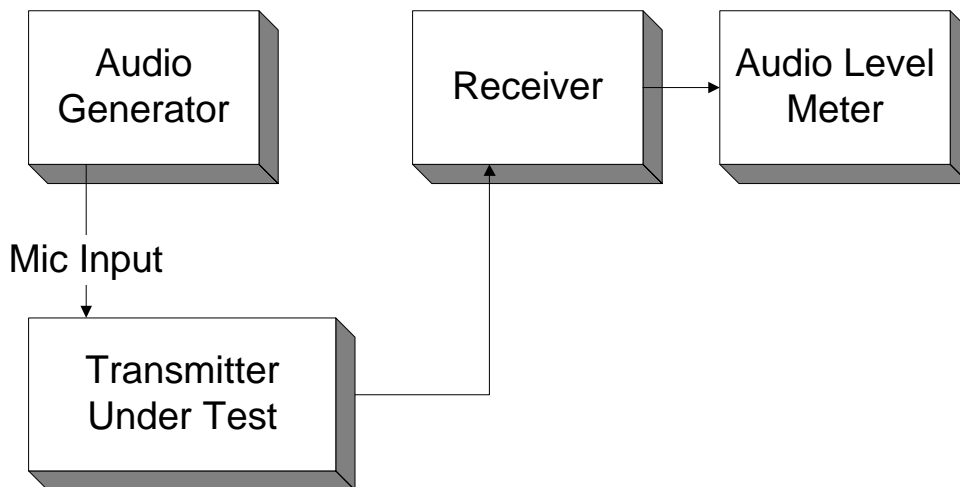 Audio
Generator
Receiver
Audio Level
Meter
Mic Input
Transmitter
Under Test